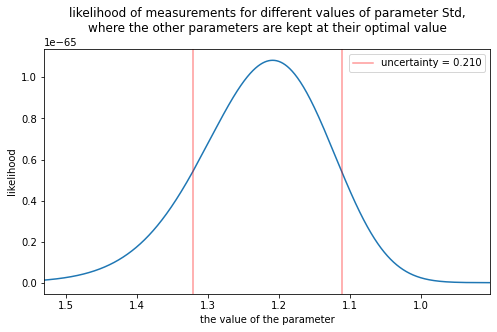 likelihood of measurements for different values of parameter Std,
where the other parameters are kept at their optimal value
1e−65
uncertainty = 0.210
1.0
0.8
0.6
0.4
0.2
0.0
likelihood
1.5 1.4 1.3 1.2 1.1 1.0
the value of the parameter